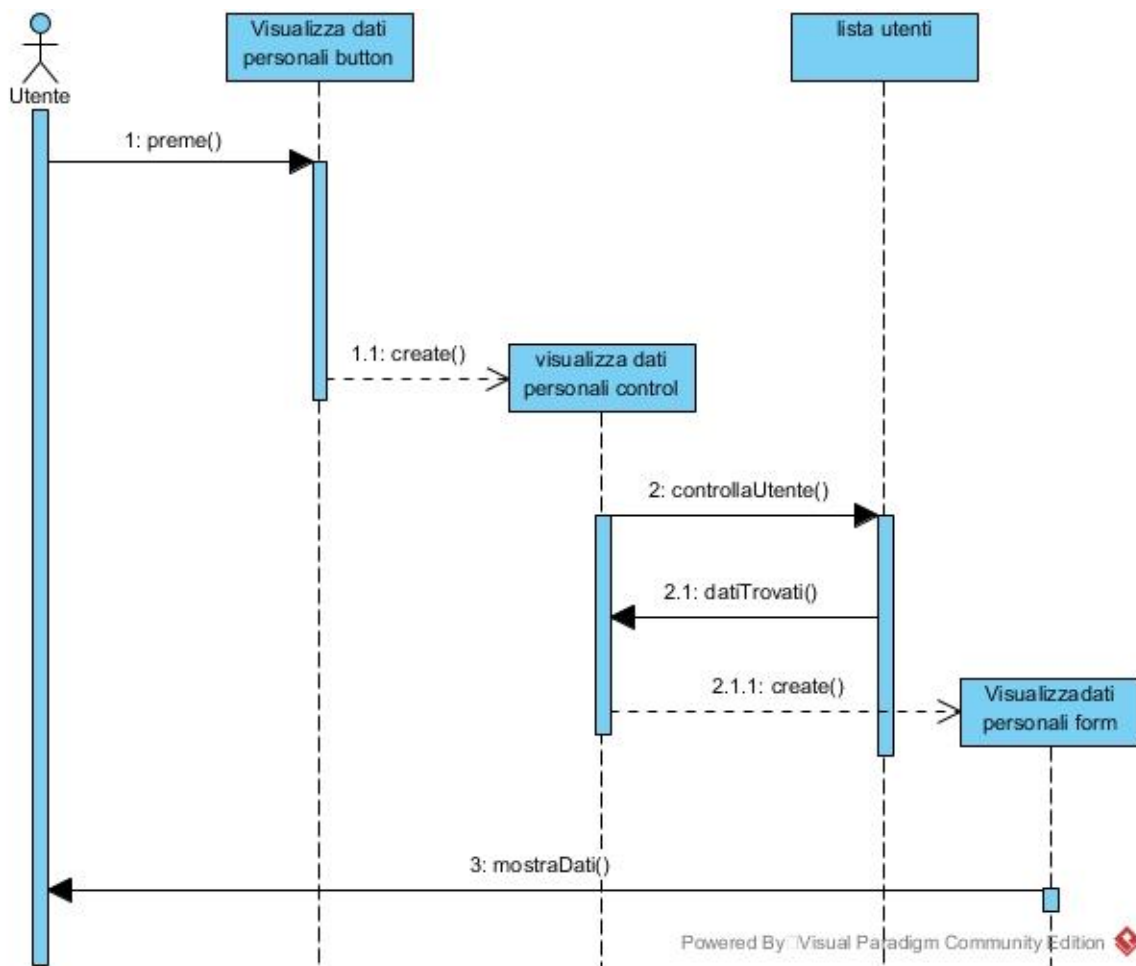 Visualizza dati
personali button
lista utenti
Utente
1: preme()
1.1: create()
visualizza dati
personali control
2: controllaUtente()
2.1: datiTrovati()
2.1.1: create()
Visualizzadati
personali form
3: mostraDati()
Powered By Visual Paradigm Community Edition